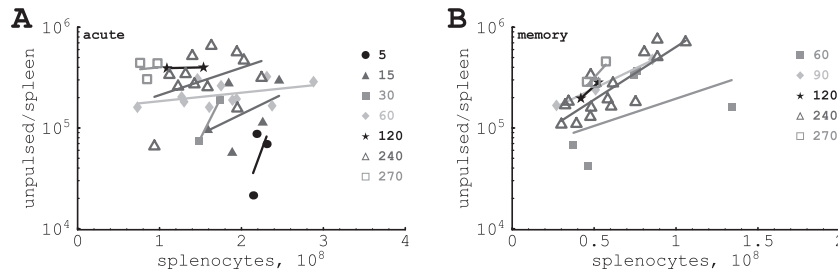 A
acute
unpulsed/spleen
10^6
10^5
10^4
0 1 2 3 4
splenocytes, 10^8
5
15
30
60
120
240
270
B
memory
unpulsed/spleen
10^6
10^5
10^4
0 0.5 1 1.5 2
splenocytes, 10^8
60
90
120
240
270